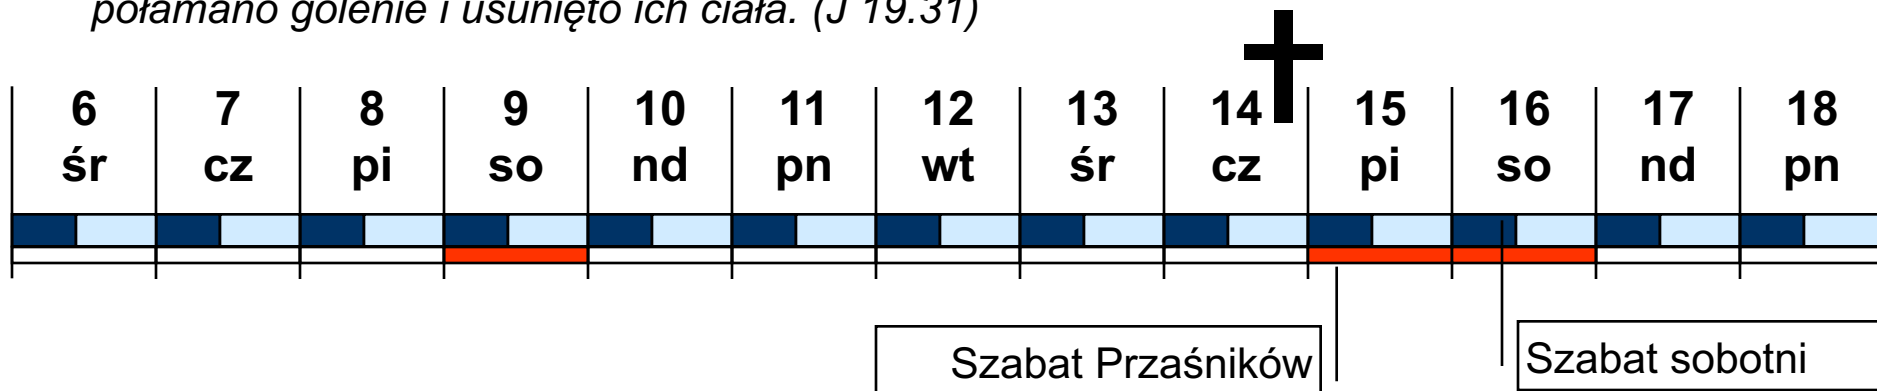 połamano golenie i usunięto ich ciała. (J 19.31)
6 7 8 9 10 11 12 13 14 15 16 17 18
śr cz pi so nd pn wt śr cz pi so nd pn
Szabat Przaśników
Szabat sobotni